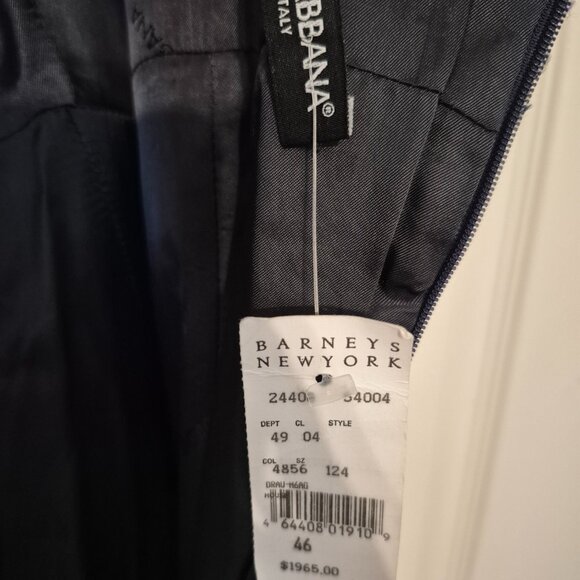 BBANA®
ITALY
BARNEYS
NEWYORK
2440 54004
DEPT CL STYLE
49 04
COL SZ
4856 124
HOUSE
4 64408 01910 9
46
$1965.00